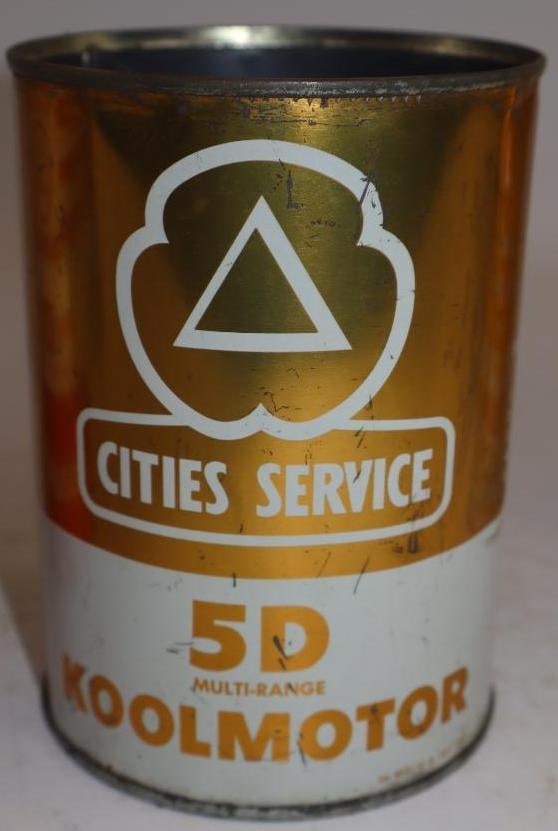 CITIES SERVICE
5D
MULTI-RANGE
KOOLMOTOR